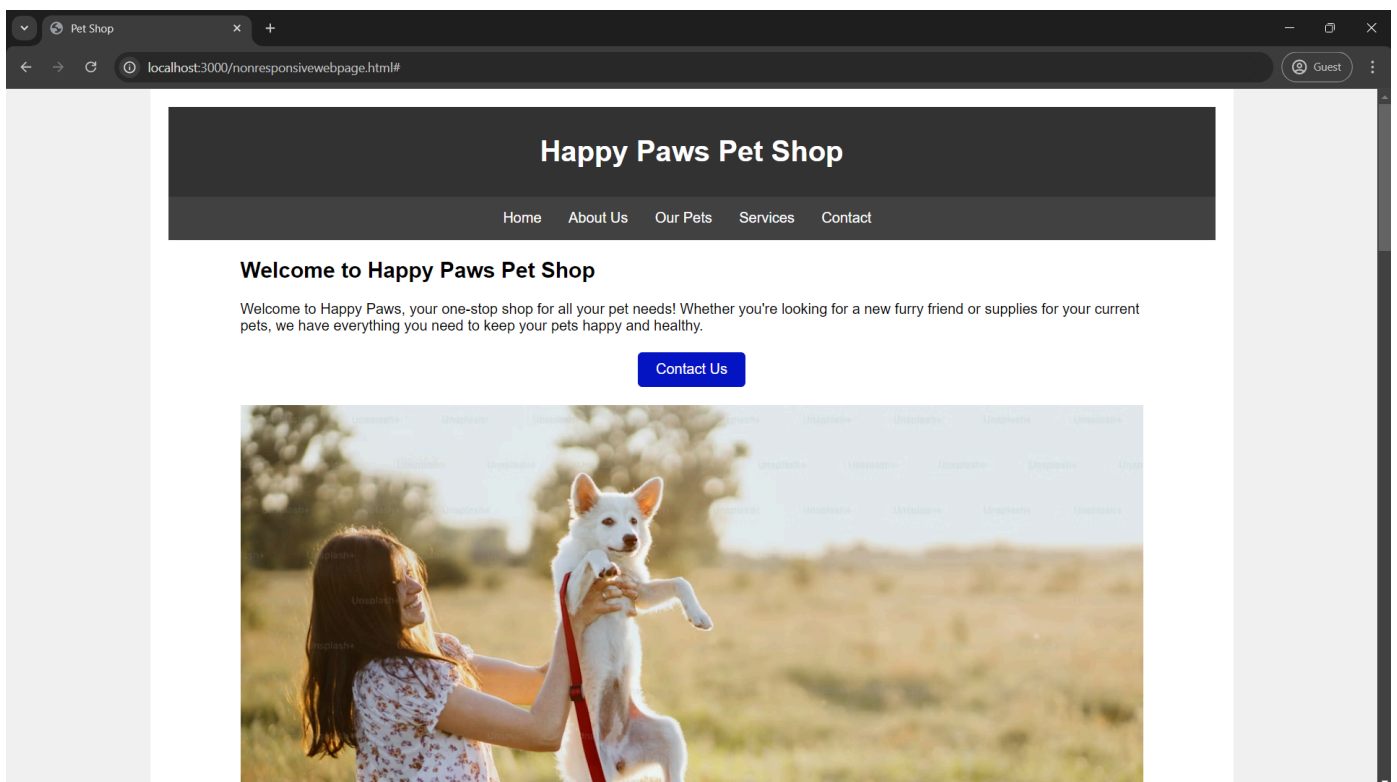 Pet Shop
localhost:3000/nonresponsivewebpage.html#
Guest
Happy Paws Pet Shop
Home About Us Our Pets Services Contact
Welcome to Happy Paws Pet Shop
Welcome to Happy Paws, your one-stop shop for all your pet needs! Whether you're looking for a new furry friend or supplies for your current
pets, we have everything you need to keep your pets happy and healthy.
Contact Us
Unsplash+